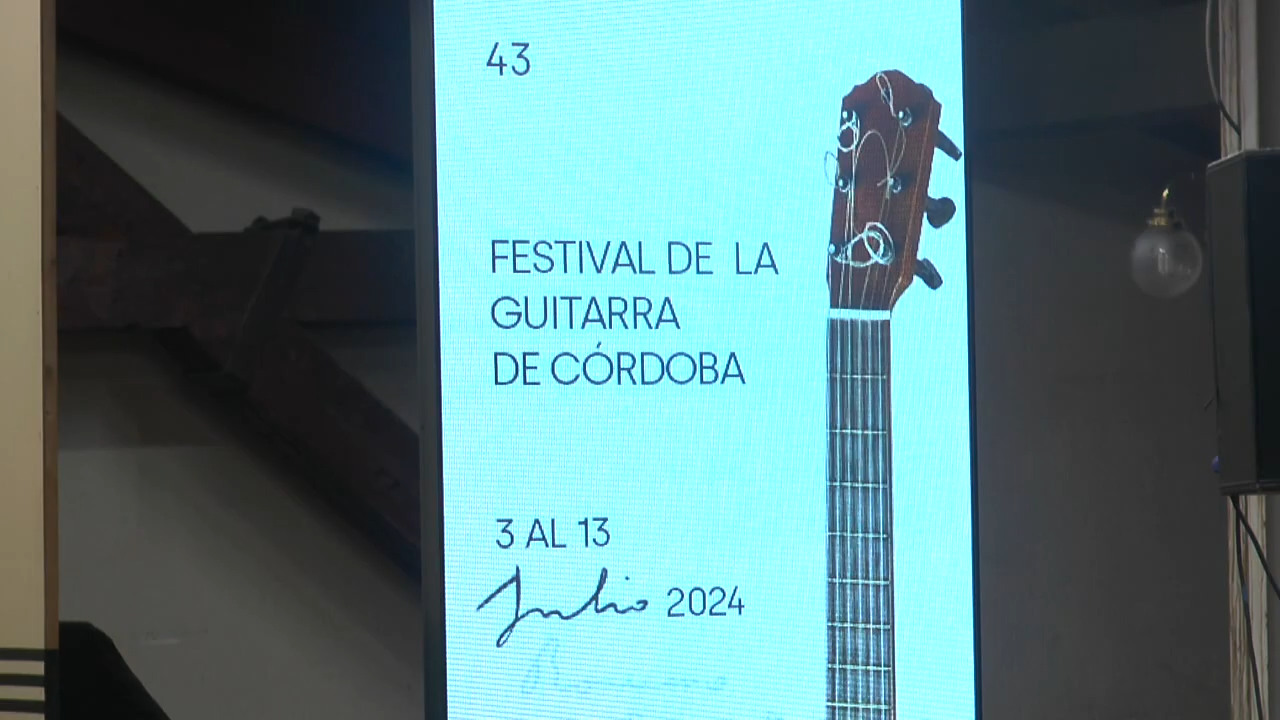 43
FESTIVAL DE LA
GUITARRA
DE CÓRDOBA
3 AL 13
Julio 2024